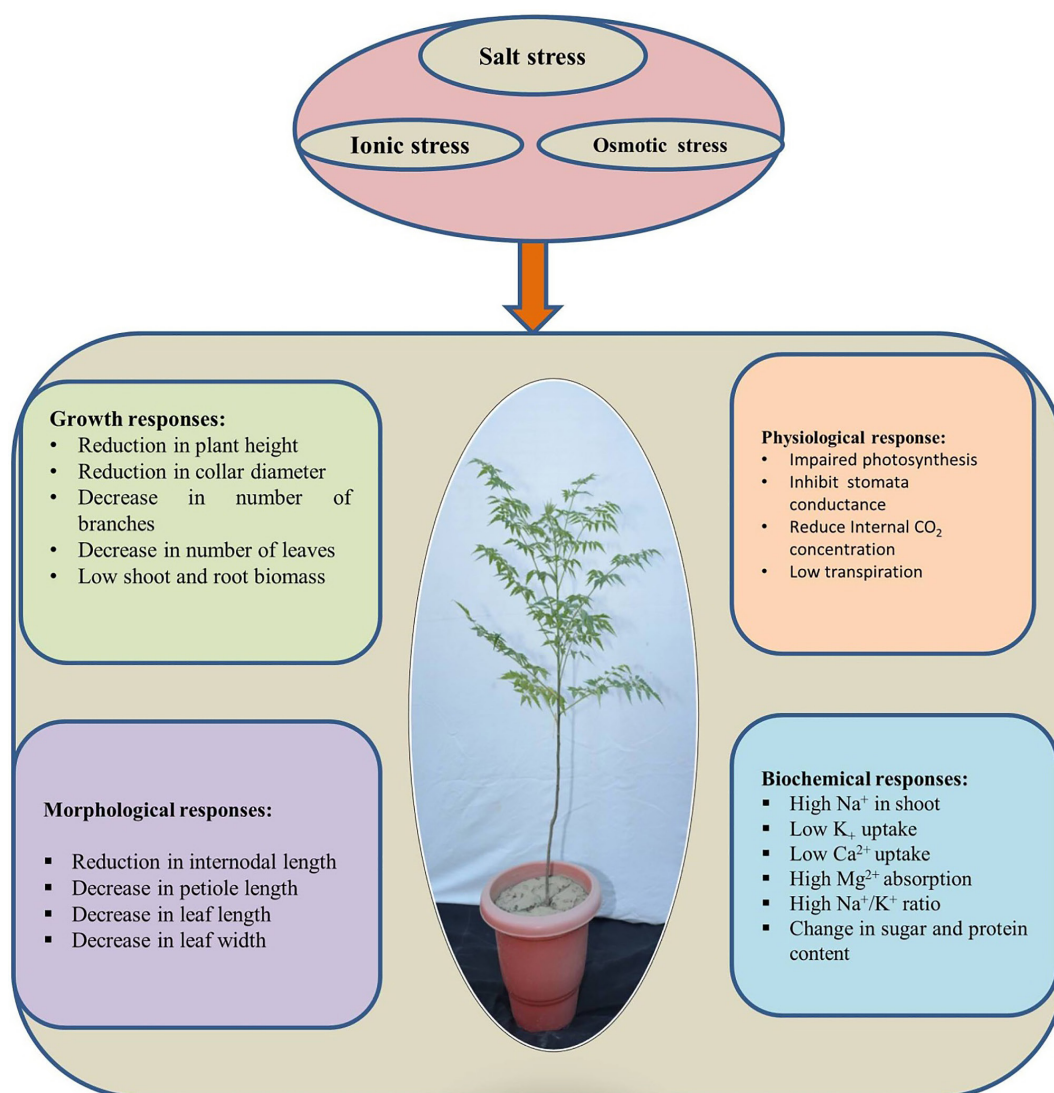 Salt stress
Ionic stress
Osmotic stress
Growth responses:
• Reduction in plant height
• Reduction in collar diameter
• Decrease in number of
branches
• Decrease in number of leaves
• Low shoot and root biomass
Physiological response:
• Impaired photosynthesis
• Inhibit stomata
conductance
• Reduce Internal CO₂
concentration
• Low transpiration
Morphological responses:
▪ Reduction in internodal length
▪ Decrease in petiole length
▪ Decrease in leaf length
▪ Decrease in leaf width
Biochemical responses:
▪ High Na⁺ in shoot
▪ Low K₊ uptake
▪ Low Ca²⁺ uptake
▪ High Mg²⁺ absorption
▪ High Na⁺/K⁺ ratio
▪ Change in sugar and protein
content